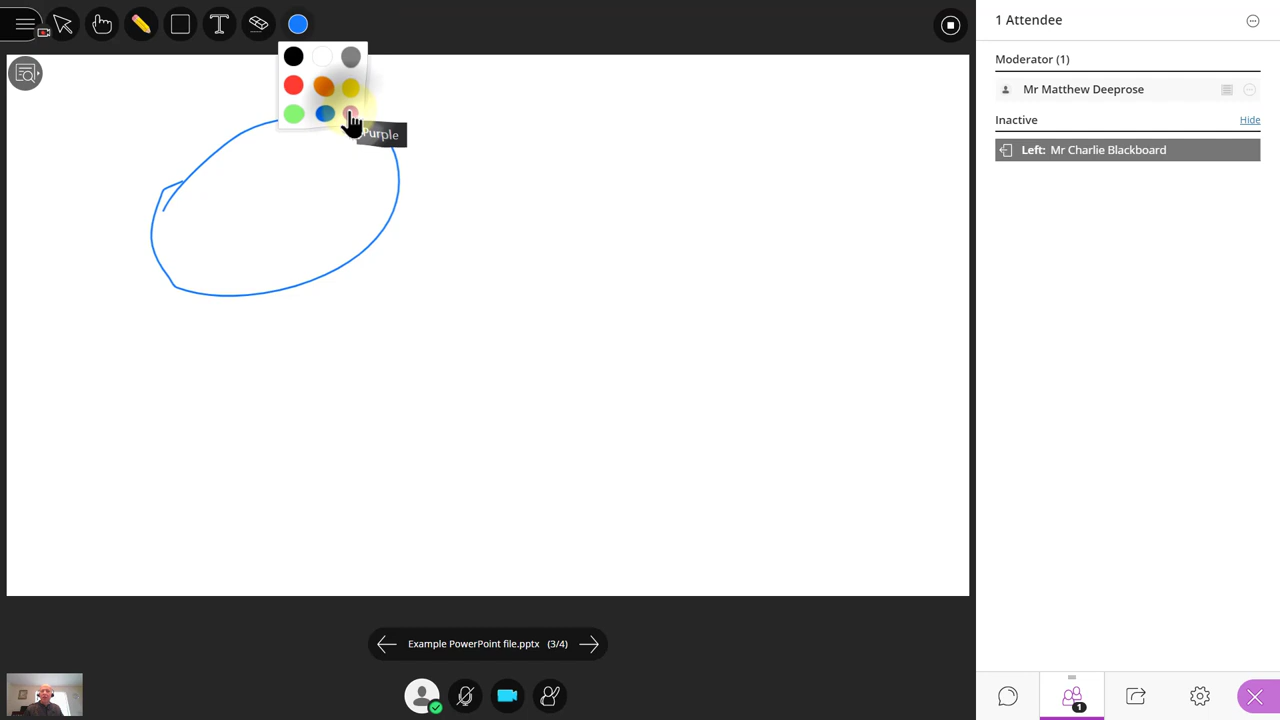 1 Attendee
Moderator (1)
Mr Matthew Deeprose
Inactive
Hide
Left: Mr Charlie Blackboard
T
Purple
Example PowerPoint file.pptx (3/4)
1